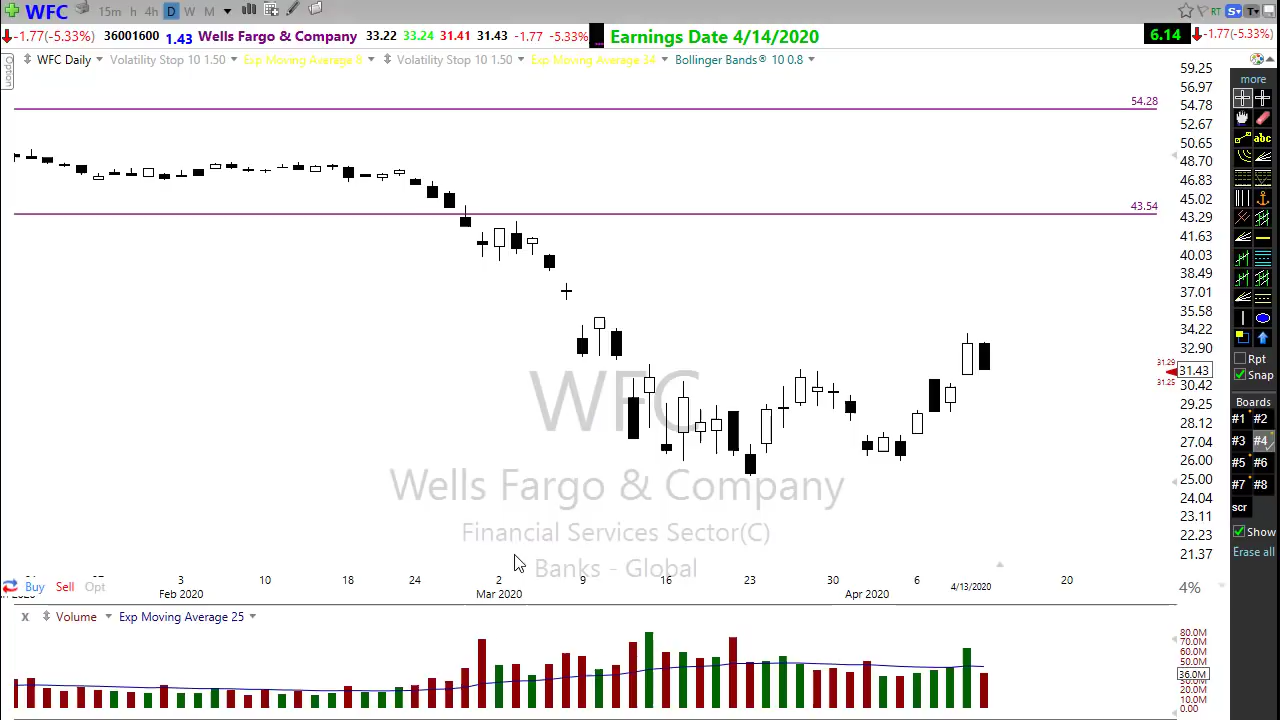 WFC 15m h 4h D W M RT S T
-1.77(-5.33%) 36001600 1.43 Wells Fargo & Company 33.22 33.24 31.41 31.43 -1.77 -5.33% Earnings Date 4/14/2020 6.14 -1.77(-5.33%)
Option WFC Daily Volatility Stop 10 1.50 Exp Moving Average 8 Volatility Stop 10 1.50 Exp Moving Average 34 Bollinger Bands® 10 0.8
59.25
more
56.97
54.28
54.78
52.67
abc
50.65
48.70
46.83
45.02
43.54
43.29
41.63
40.03
38.49
37.01
35.58
34.22
32.90
Rpt
31.29
31.43
Snap
31.25
30.42
29.25
Boards
#1 #2
28.12
27.04
#3 #4
26.00
#5 #6
25.00
#7 #8
24.04
scr
23.11
22.23
Show
21.37
Erase all
WFC
Wells Fargo & Company
Financial Services Sector(C)
Banks - Global
Buy Sell Opt
3 10 18 24 2 9 16 23 30 6 4/13/2020 20
Feb 2020 Mar 2020 Apr 2020
4%
x Volume Exp Moving Average 25
80.0M
70.0M
60.0M
50.0M
36.0M
20.0M
10.0M
0.00